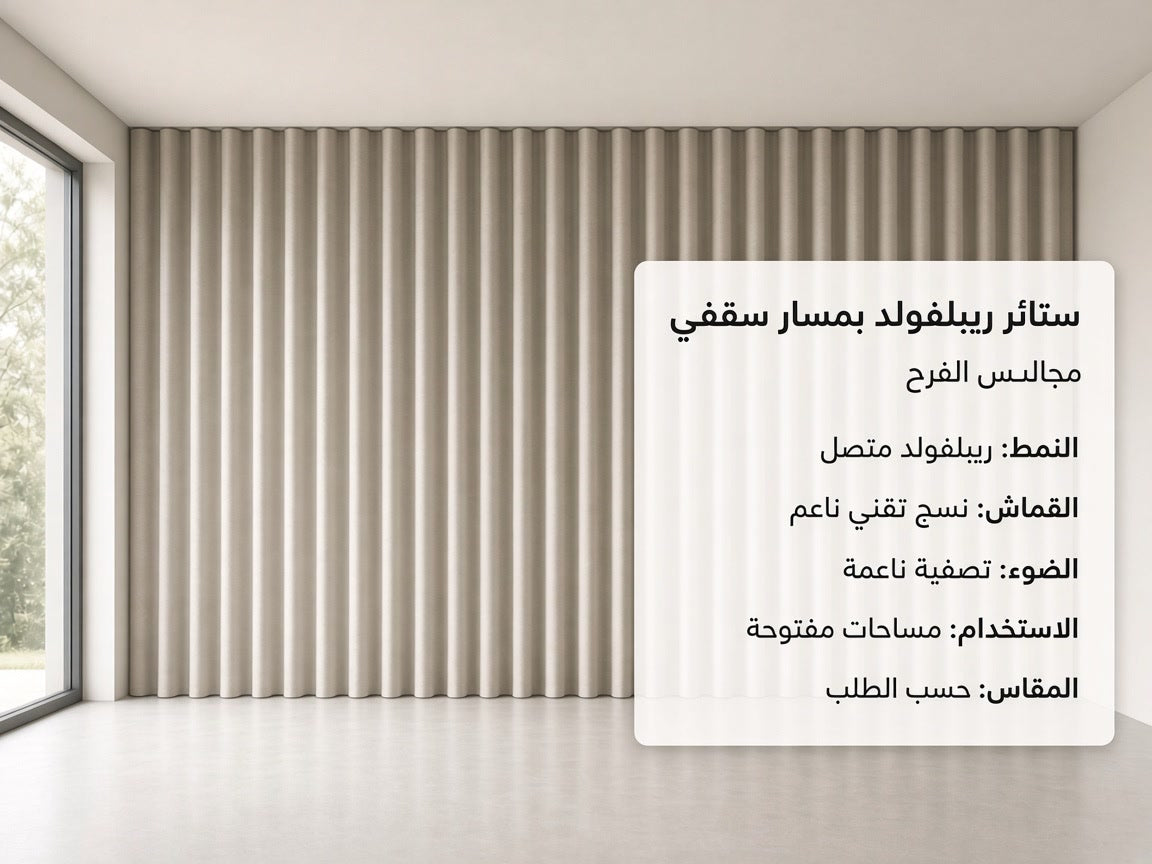 ستائر ريبلفولد بمسار سقفي
مجالس الفرح
النمط: ريبلفولد متصل
القماش: نسج تقني ناعم
الضوء: تصفية ناعمة
الاستخدام: مساحات مفتوحة
المقاس: حسب الطلب